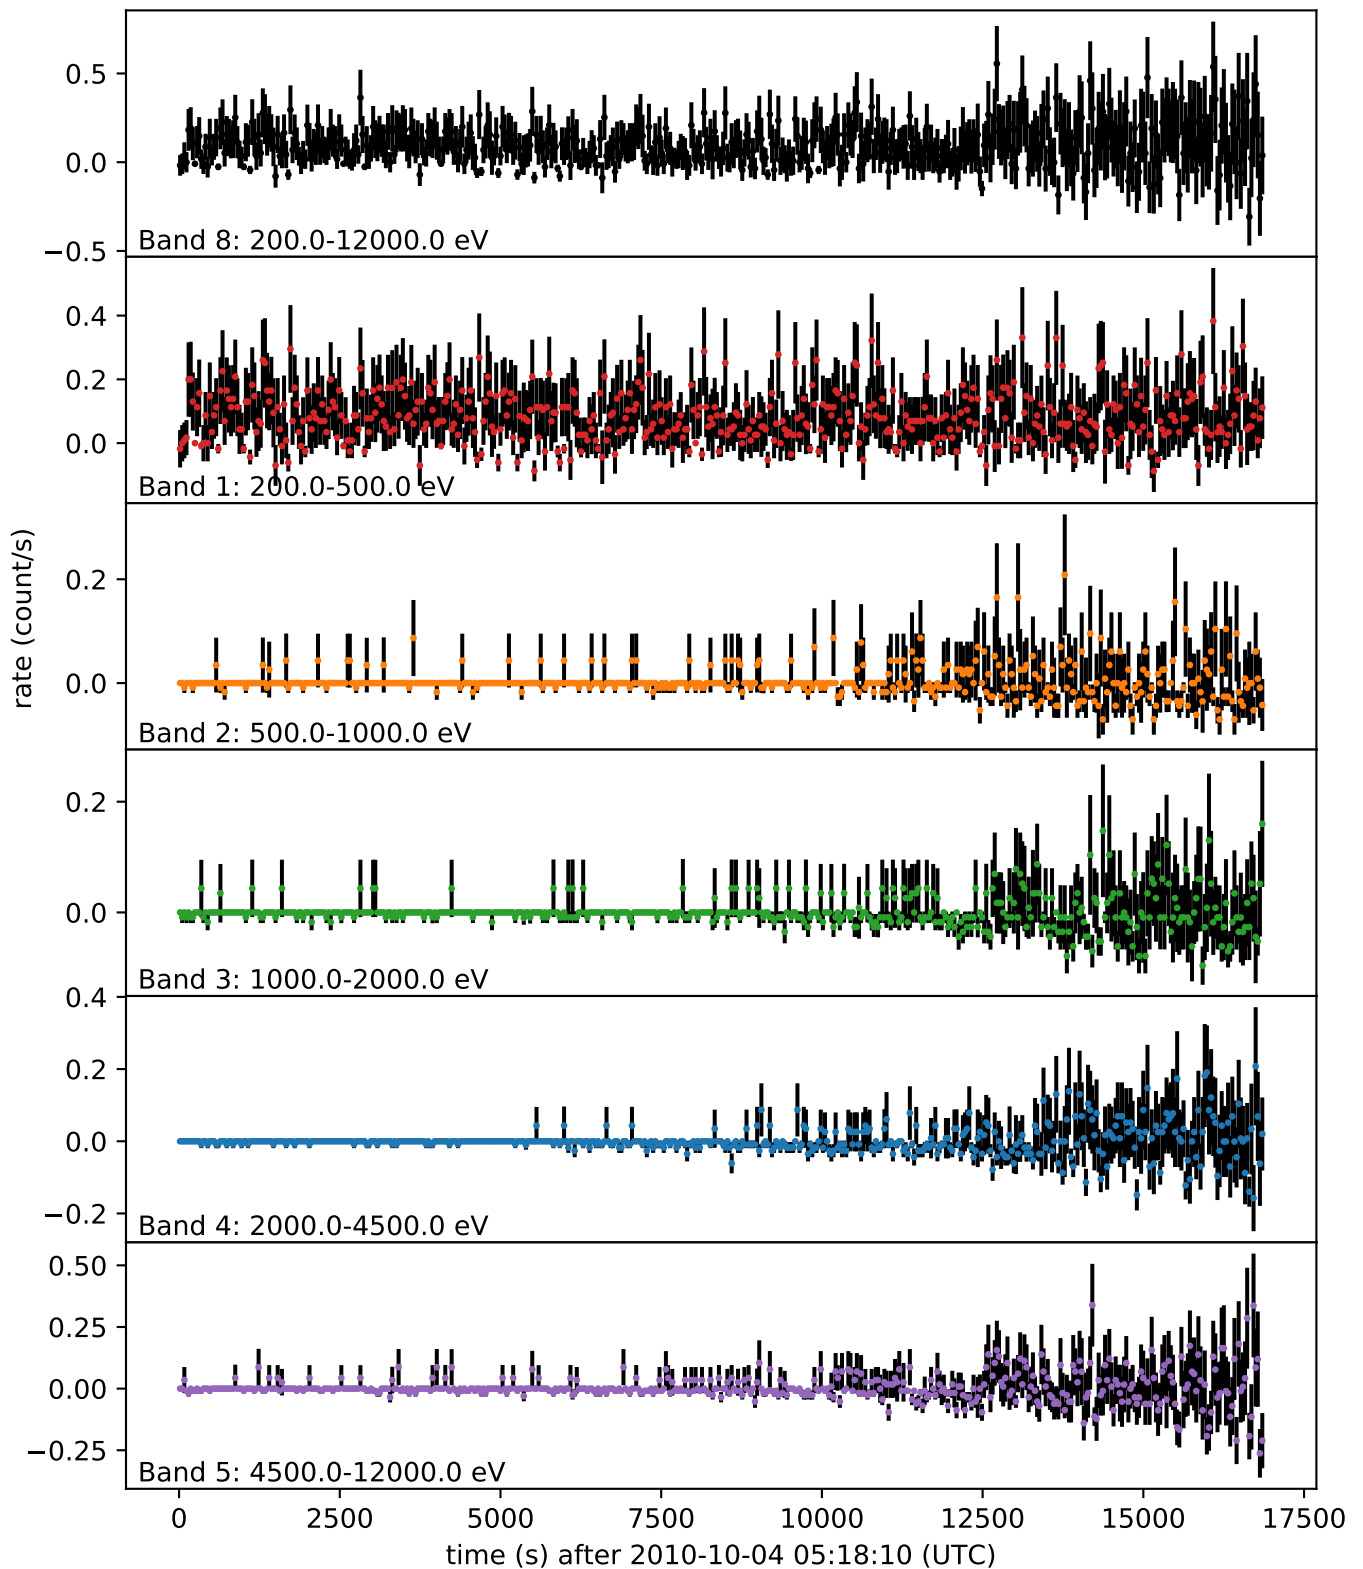 0.5
0.0
−0.5
Band 8: 200.0-12000.0 eV
0.4
0.2
0.0
Band 1: 200.0-500.0 eV
0.2
0.0
Band 2: 500.0-1000.0 eV
rate (count/s)
0.2
0.0
Band 3: 1000.0-2000.0 eV
0.4
0.2
0.0
−0.2
Band 4: 2000.0-4500.0 eV
0.50
0.25
0.00
−0.25
Band 5: 4500.0-12000.0 eV
0 2500 5000 7500 10000 12500 15000 17500
time (s) after 2010-10-04 05:18:10 (UTC)